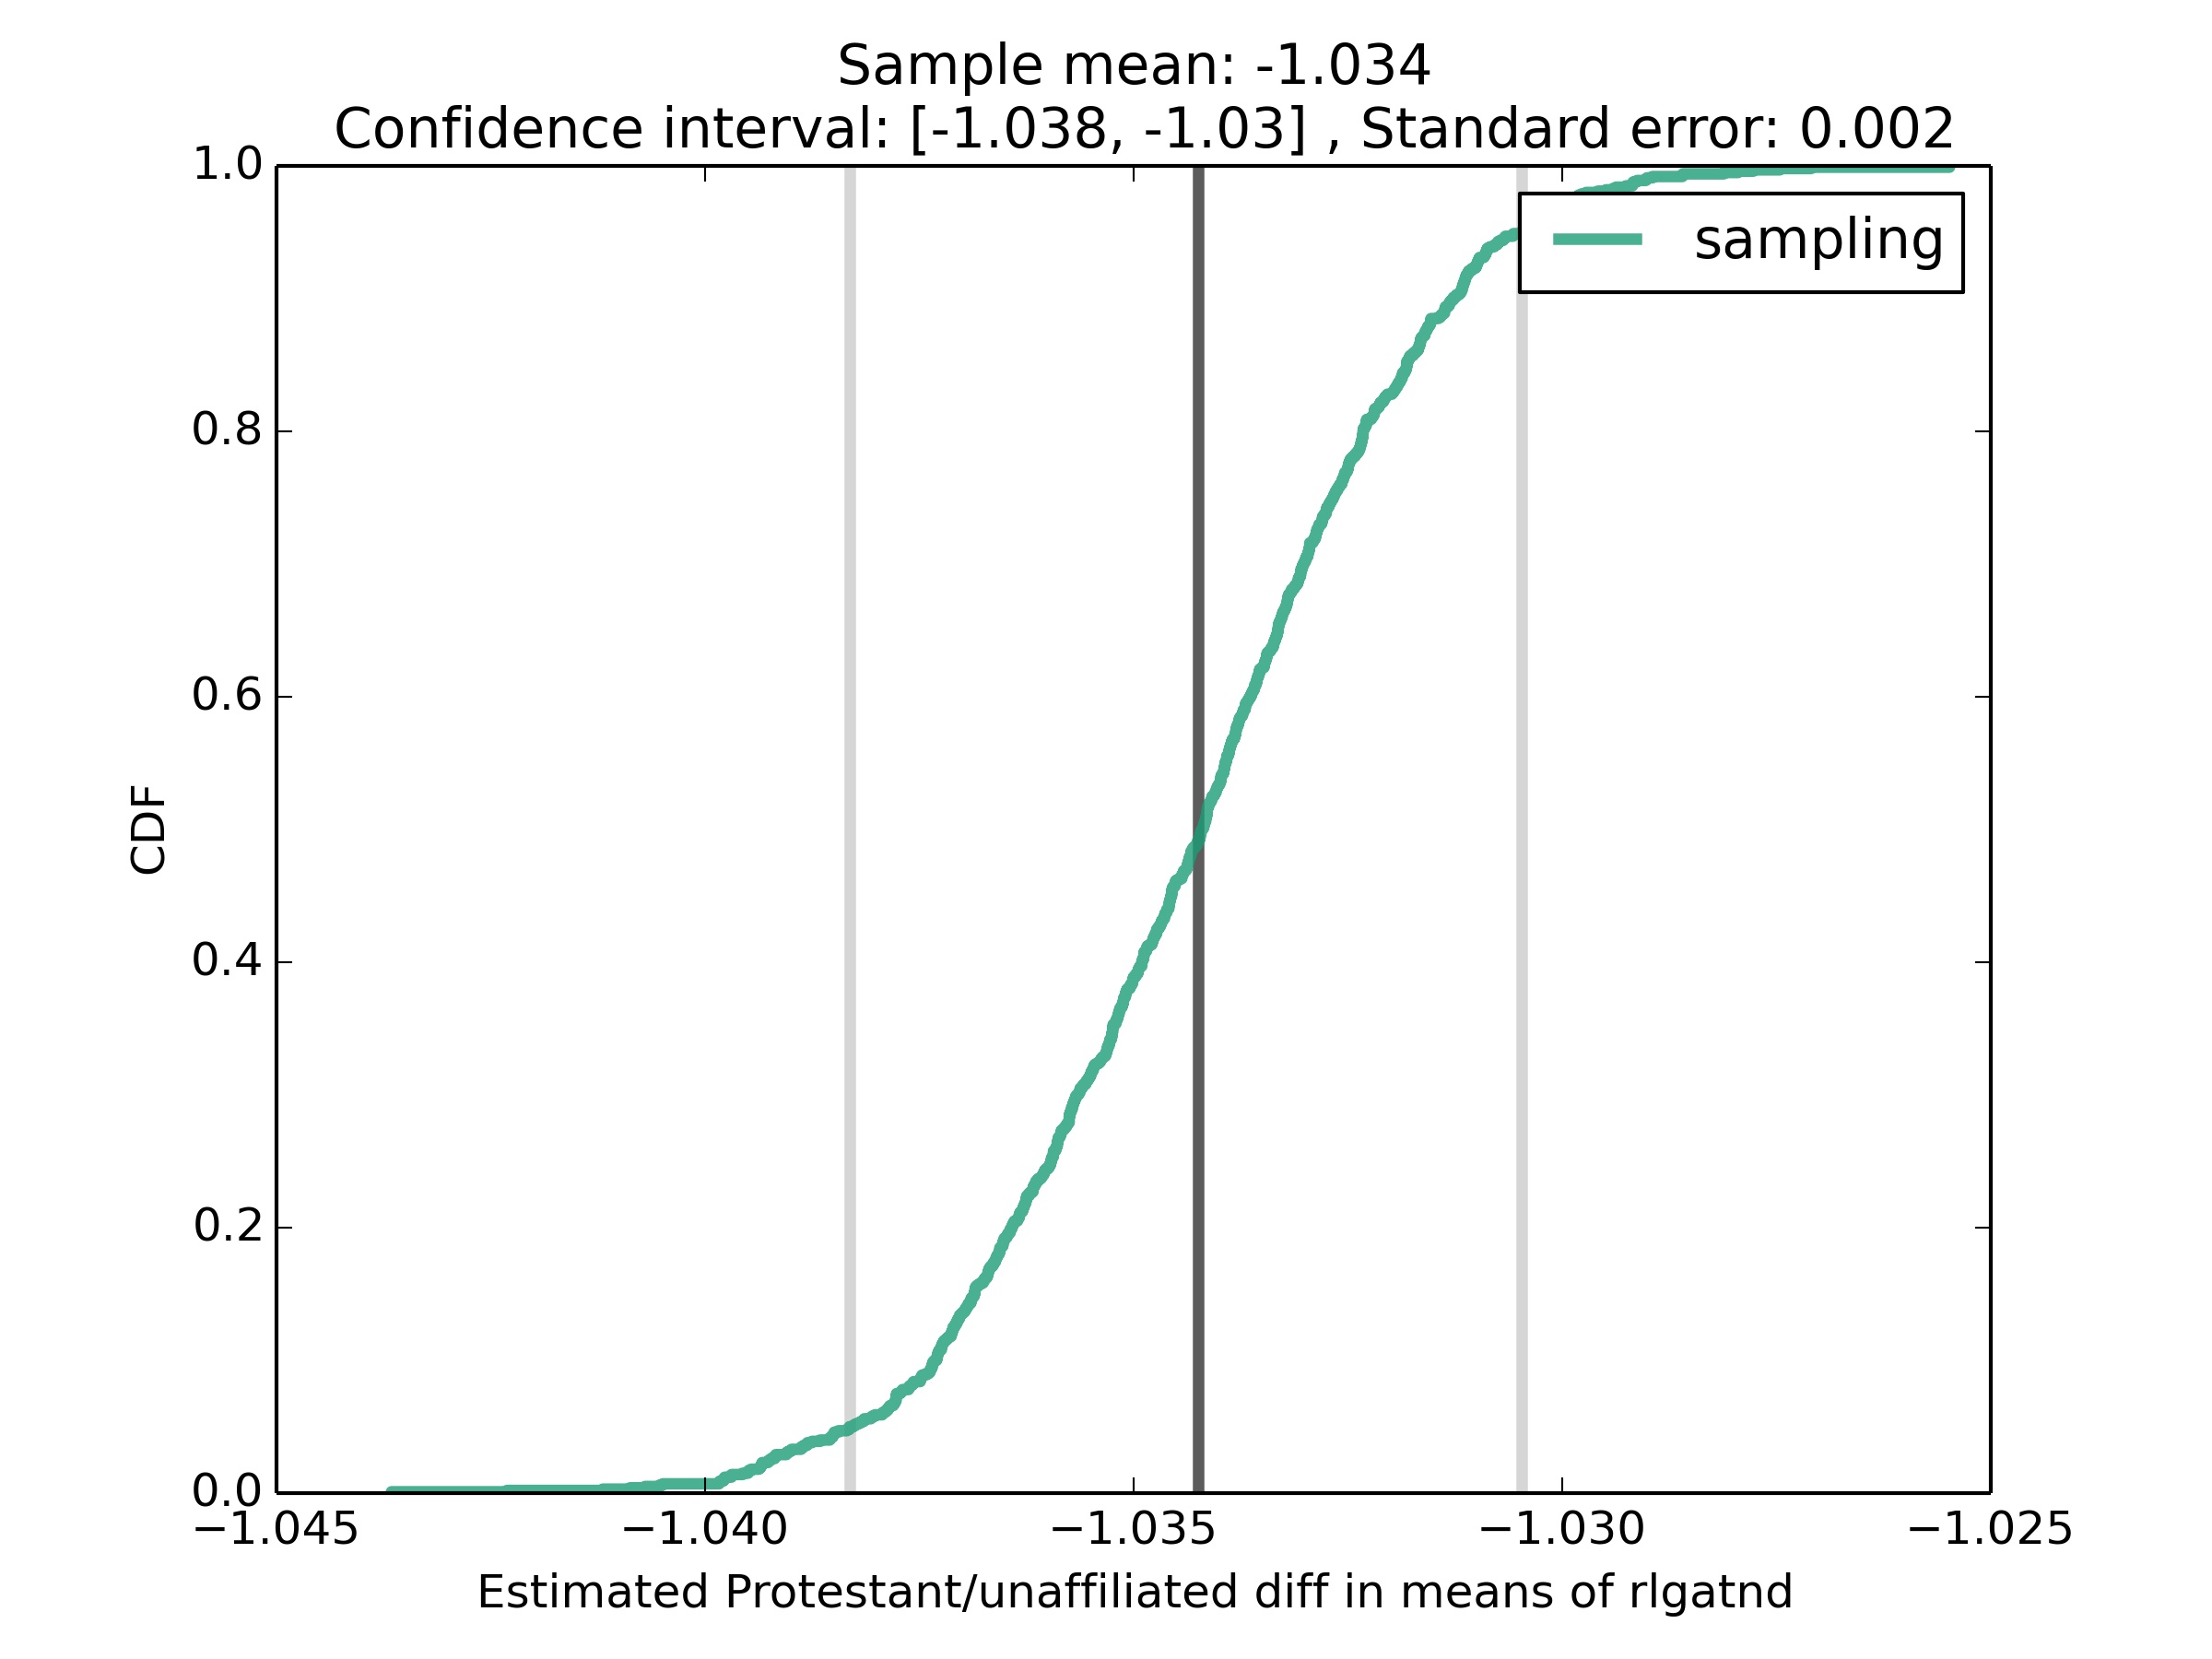 Sample mean: -1.034
Confidence interval: [-1.038, -1.03] , Standard error: 0.002
1.0
sampling
0.8
0.6
CDF
0.4
0.2
0.0
−1.045 −1.040 −1.035 −1.030 −1.025
Estimated Protestant/unaffiliated diff in means of rlgatnd